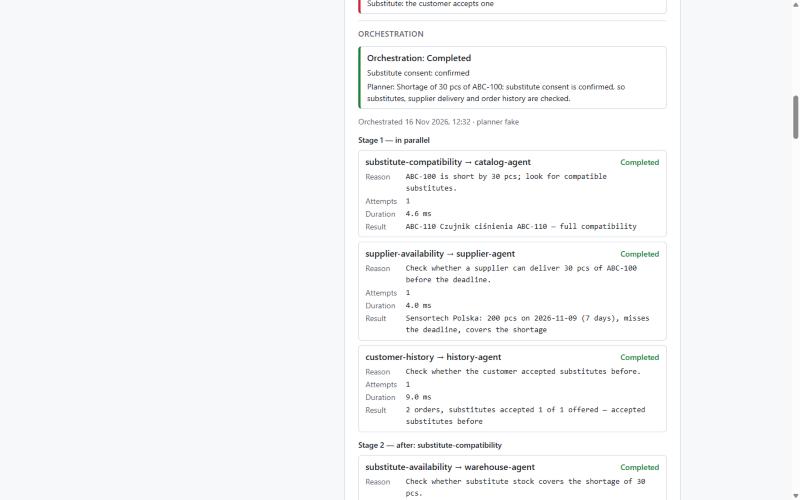 Substitute: the customer accepts one
ORCHESTRATION
Orchestration: Completed
Substitute consent: confirmed
Planner: Shortage of 30 pcs of ABC-100: substitute consent is confirmed, so
substitutes, supplier delivery and order history are checked.
Orchestrated 16 Nov 2026, 12:32 · planner fake
Stage 1 — in parallel
substitute-compatibility → catalog-agent Completed
Reason ABC-100 is short by 30 pcs; look for compatible
substitutes.
Attempts 1
Duration 4.6 ms
Result ABC-110 Czujnik ciśnienia ABC-110 — full compatibility
supplier-availability → supplier-agent Completed
Reason Check whether a supplier can deliver 30 pcs of ABC-100
before the deadline.
Attempts 1
Duration 4.0 ms
Result Sensortech Polska: 200 pcs on 2026-11-09 (7 days), misses
the deadline, covers the shortage
customer-history → history-agent Completed
Reason Check whether the customer accepted substitutes before.
Attempts 1
Duration 9.0 ms
Result 2 orders, substitutes accepted 1 of 1 offered — accepted
substitutes before
Stage 2 — after: substitute-compatibility
substitute-availability → warehouse-agent Completed
Reason Check whether substitute stock covers the shortage of 30
pcs.